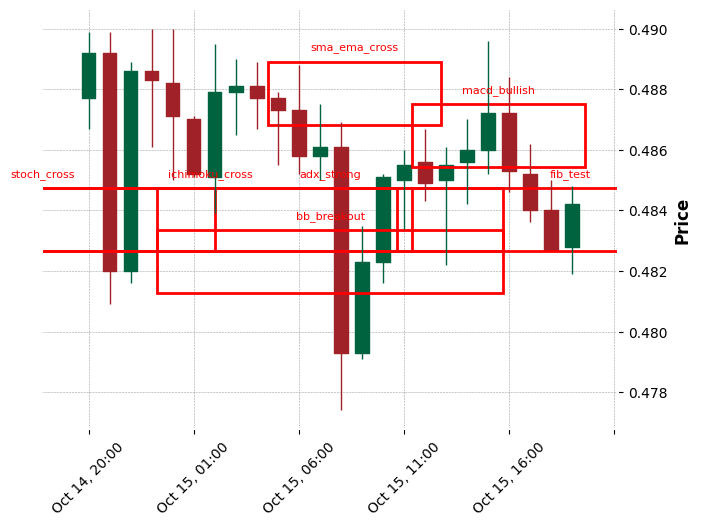 sma_ema_cross
macd_bullish
stoch_cross
adx_strong
fib_test
bb_breakout
0.490
0.488
0.486
0.484
0.482
0.480
0.478
Price
Oct 14, 20:00
Oct 15, 01:00
Oct 15, 06:00
Oct 15, 11:00
Oct 15, 16:00